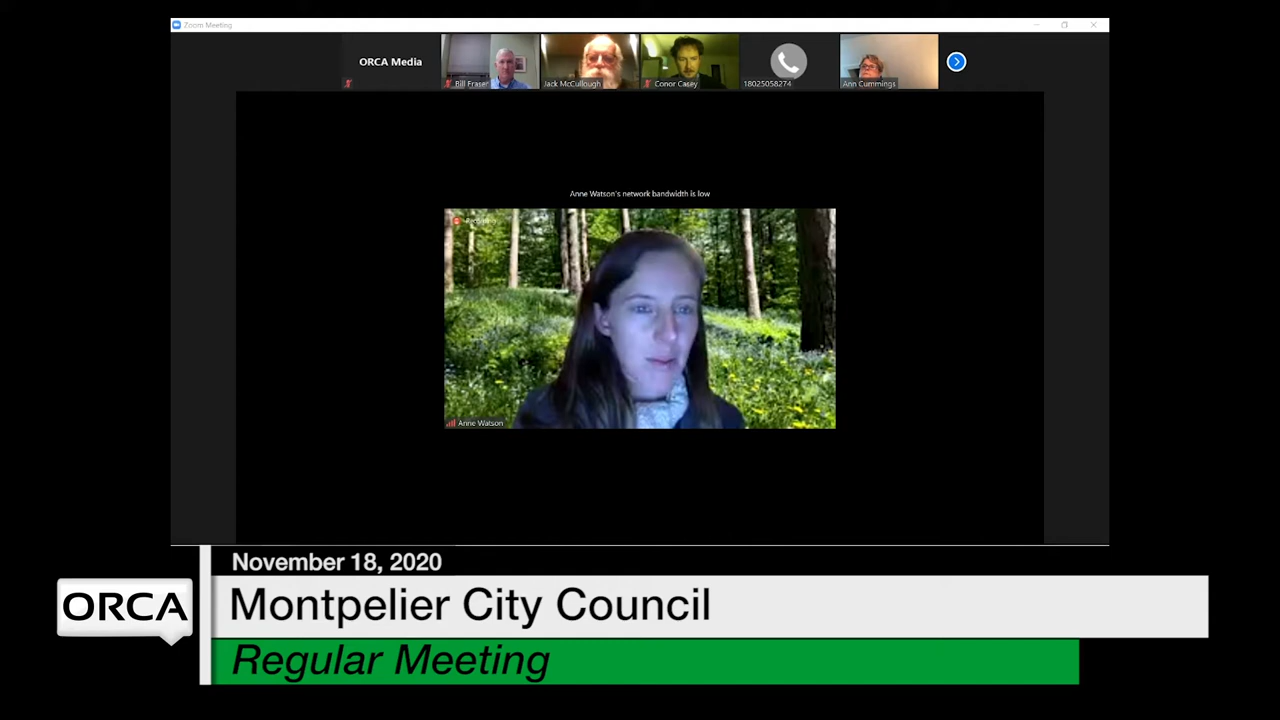 Zoom Meeting
ORCA Media
Bill Fraser
Jack McCullough
Conor Casey
18025058274
Ann Cummings
Anne Watson's network bandwidth is low
Recording
Anne Watson
November 18, 2020
ORCA
Montpelier City Council
Regular Meeting